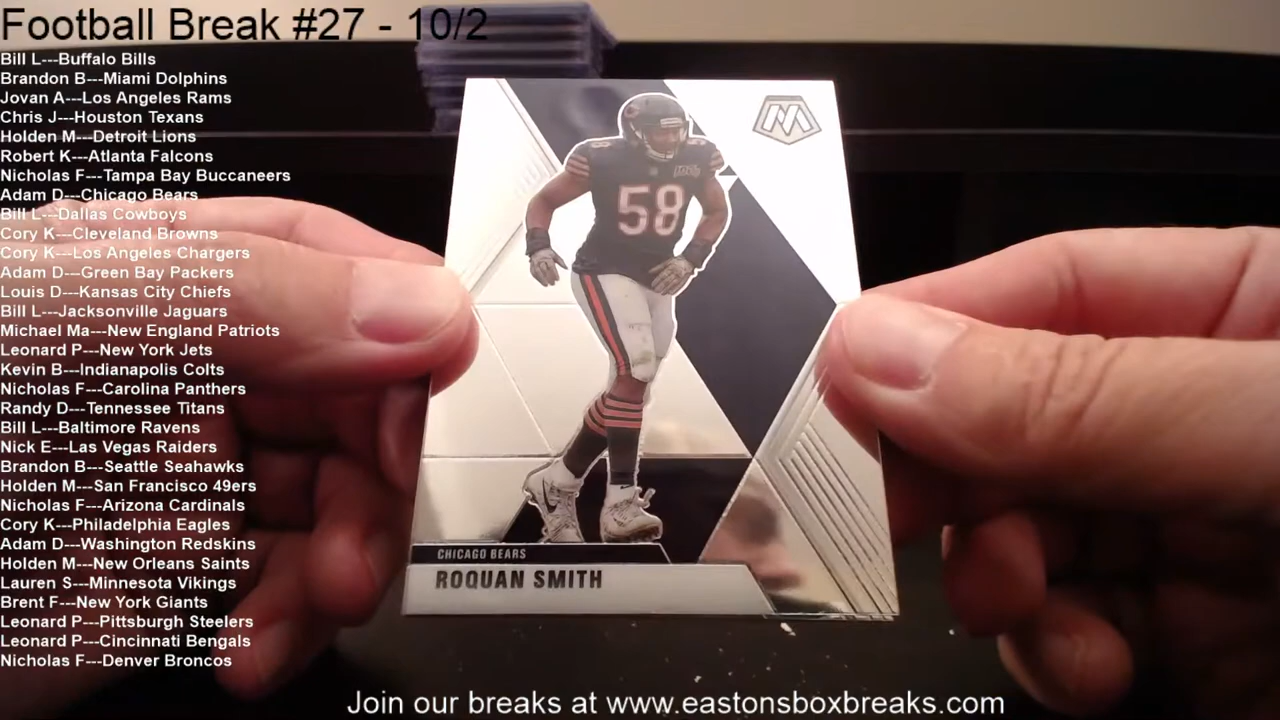 Football Break #27 - 10/2
Bill L---Buffalo Bills
Brandon B---Miami Dolphins
Jovan A---Los Angeles Rams
Chris J---Houston Texans
Holden M---Detroit Lions
Robert K---Atlanta Falcons
Nicholas F---Tampa Bay Buccaneers
Adam D---Chicago Bears
Bill L---Dallas Cowboys
Cory K---Cleveland Browns
Cory K---Los Angeles Chargers
Adam D---Green Bay Packers
Louis D---Kansas City Chiefs
Bill L---Jacksonville Jaguars
Michael Ma---New England Patriots
Leonard P---New York Jets
Kevin B---Indianapolis Colts
Nicholas F---Carolina Panthers
Randy D---Tennessee Titans
Bill L---Baltimore Ravens
Nick E---Las Vegas Raiders
Brandon B---Seattle Seahawks
Holden M---San Francisco 49ers
Nicholas F---Arizona Cardinals
Cory K---Philadelphia Eagles
Adam D---Washington Redskins
Holden M---New Orleans Saints
Lauren S---Minnesota Vikings
Brent F---New York Giants
Leonard P---Pittsburgh Steelers
Leonard P---Cincinnati Bengals
Nicholas F---Denver Broncos
58
CHICAGO BEARS
ROQUAN SMITH
Join our breaks at www.eastonsboxbreaks.com